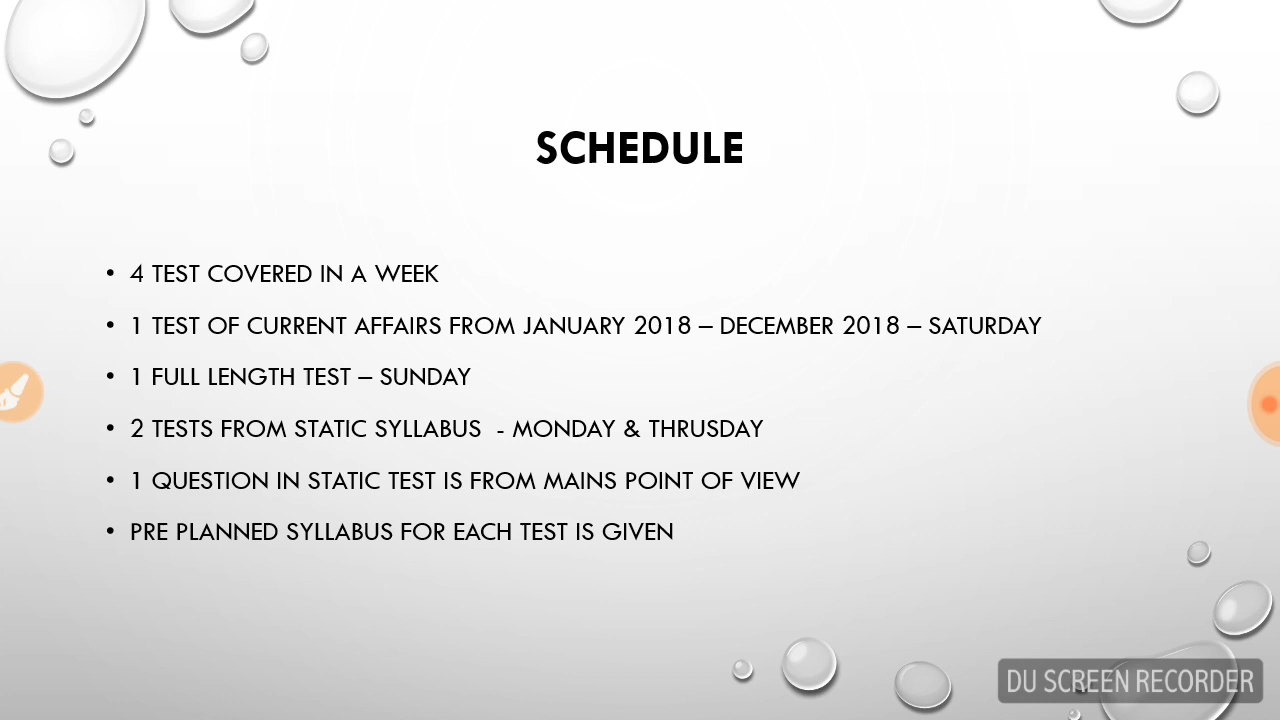 SCHEDULE
• 4 TEST COVERED IN A WEEK
• 1 TEST OF CURRENT AFFAIRS FROM JANUARY 2018 – DECEMBER 2018 – SATURDAY
• 1 FULL LENGTH TEST – SUNDAY
• 2 TESTS FROM STATIC SYLLABUS - MONDAY & THRUSDAY
• 1 QUESTION IN STATIC TEST IS FROM MAINS POINT OF VIEW
• PRE PLANNED SYLLABUS FOR EACH TEST IS GIVEN
DU SCREEN RECORDER